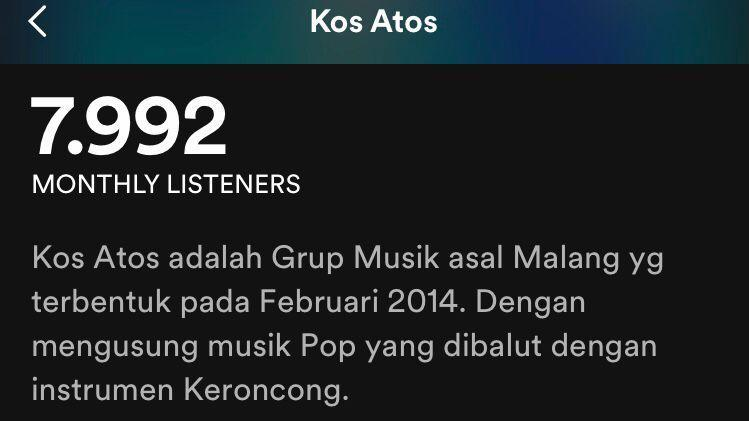 Kos Atos
7.992
MONTHLY LISTENERS
Kos Atos adalah Grup Musik asal Malang yg
terbentuk pada Februari 2014. Dengan
mengusung musik Pop yang dibalut dengan
instrumen Keroncong.